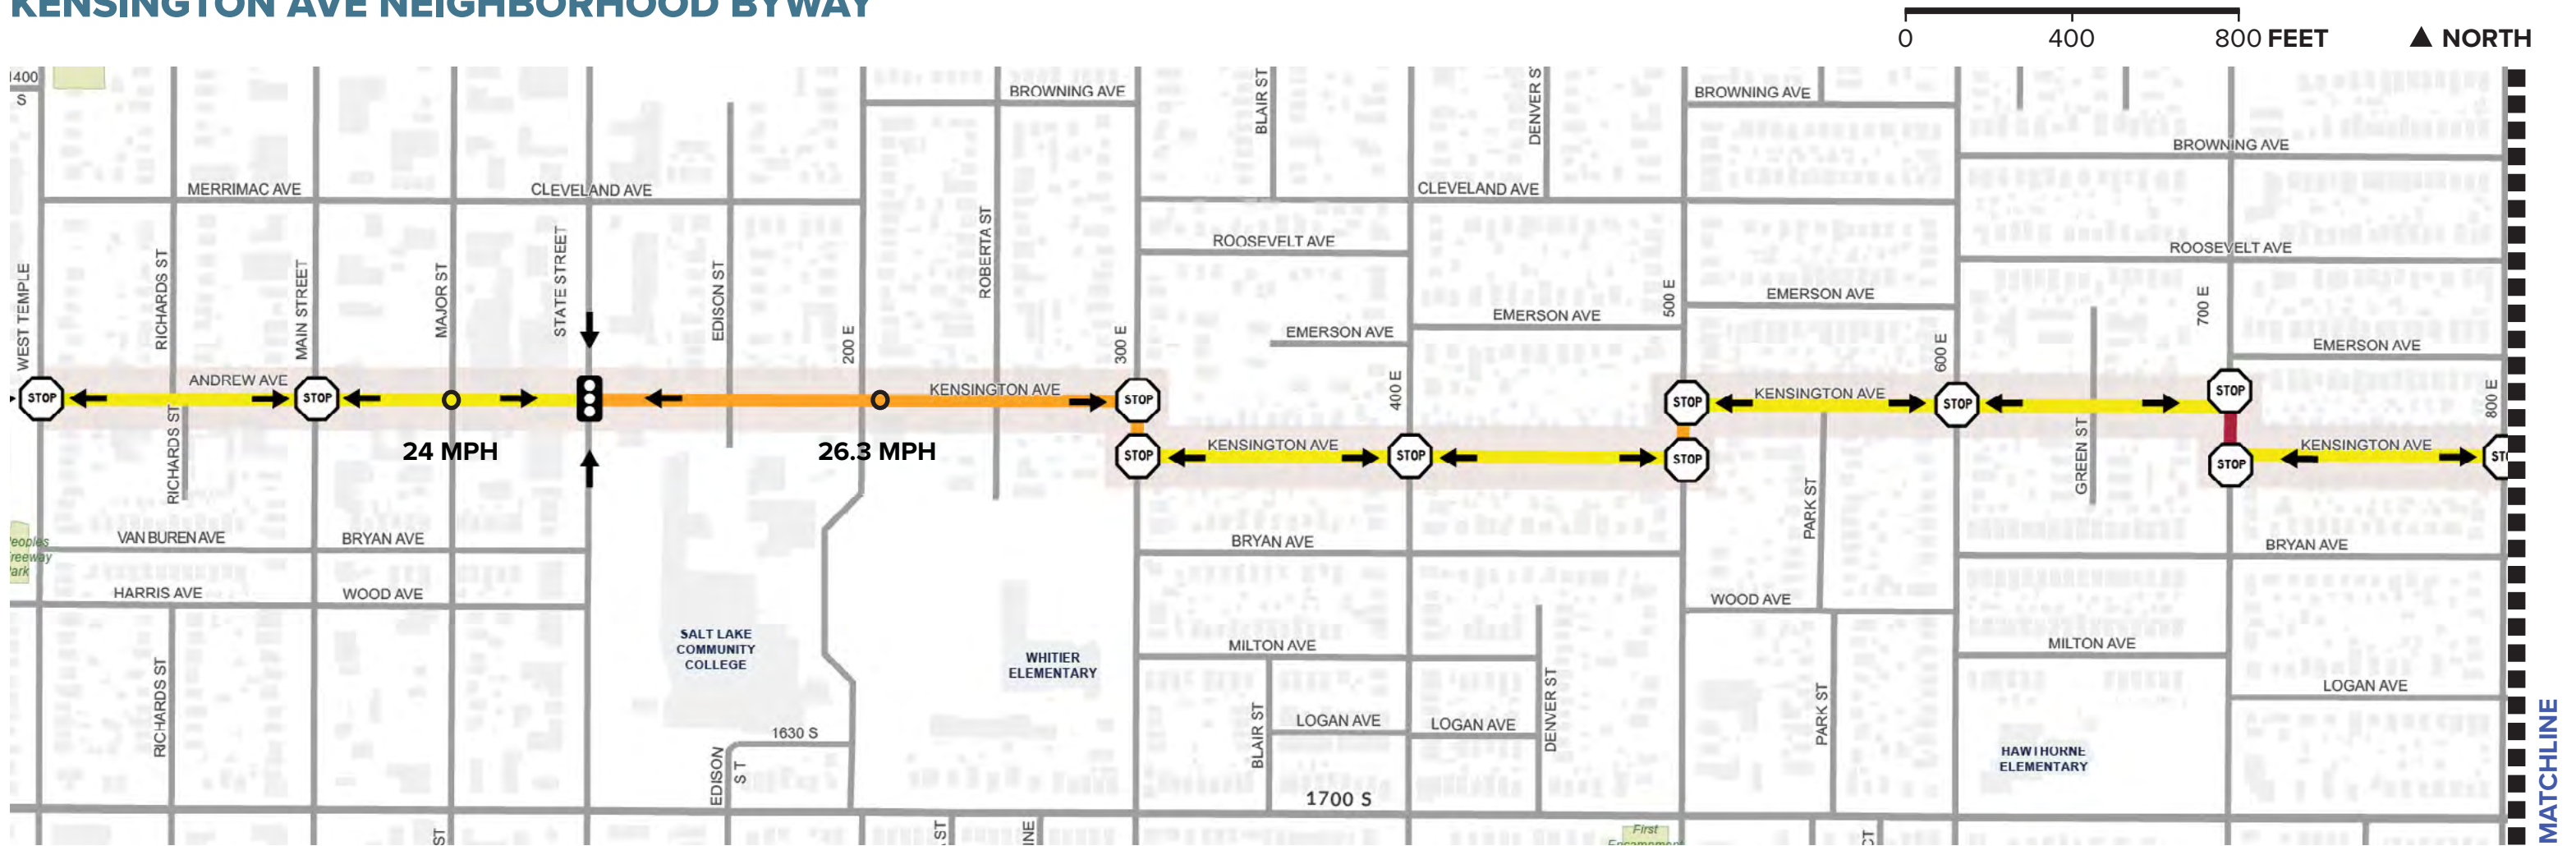 KENSINGTON AVE NEIGHBORHOOD BYWAY
0 400 800 FEET
▲ NORTH
1400
S
BROWNING AVE
BLAIR ST
DENVER S
BROWNING AVE
BROWNING AVE
MERRIMAC AVE
CLEVELAND AVE
CLEVELAND AVE
ROOSEVELT AVE
ROOSEVELT AVE
WEST TEMPLE
RICHARDS ST
MAIN STREET
MAJOR ST
STATE STREET
EDISON ST
200 E
ROBERTA ST
300 E
EMERSON AVE
400 E
EMERSON AVE
500 E
EMERSON AVE
600 E
700 E
EMERSON AVE
800 E
STOP
ANDREW AVE
STOP
KENSINGTON AVE
STOP
STOP
KENSINGTON AVE
STOP
STOP
RICHARDS ST
24 MPH
26.3 MPH
STOP
KENSINGTON AVE
STOP
STOP
PARK ST
GREEN ST
STOP
KENSINGTON AVE
STO
VAN BUREN AVE
BRYAN AVE
BRYAN AVE
BRYAN AVE
HARRIS AVE
WOOD AVE
WOOD AVE
SALT LAKE
COMMUNITY
COLLEGE
WHITIER
ELEMENTARY
MILTON AVE
MILTON AVE
RICHARDS ST
BLAIR ST
LOGAN AVE
LOGAN AVE
DENVER ST
PARK ST
LOGAN AVE
1630 S
EDISON
ST
HAWTHORNE
ELEMENTARY
1700 S
ST
ST
INE
First
CT
MATCHLINE